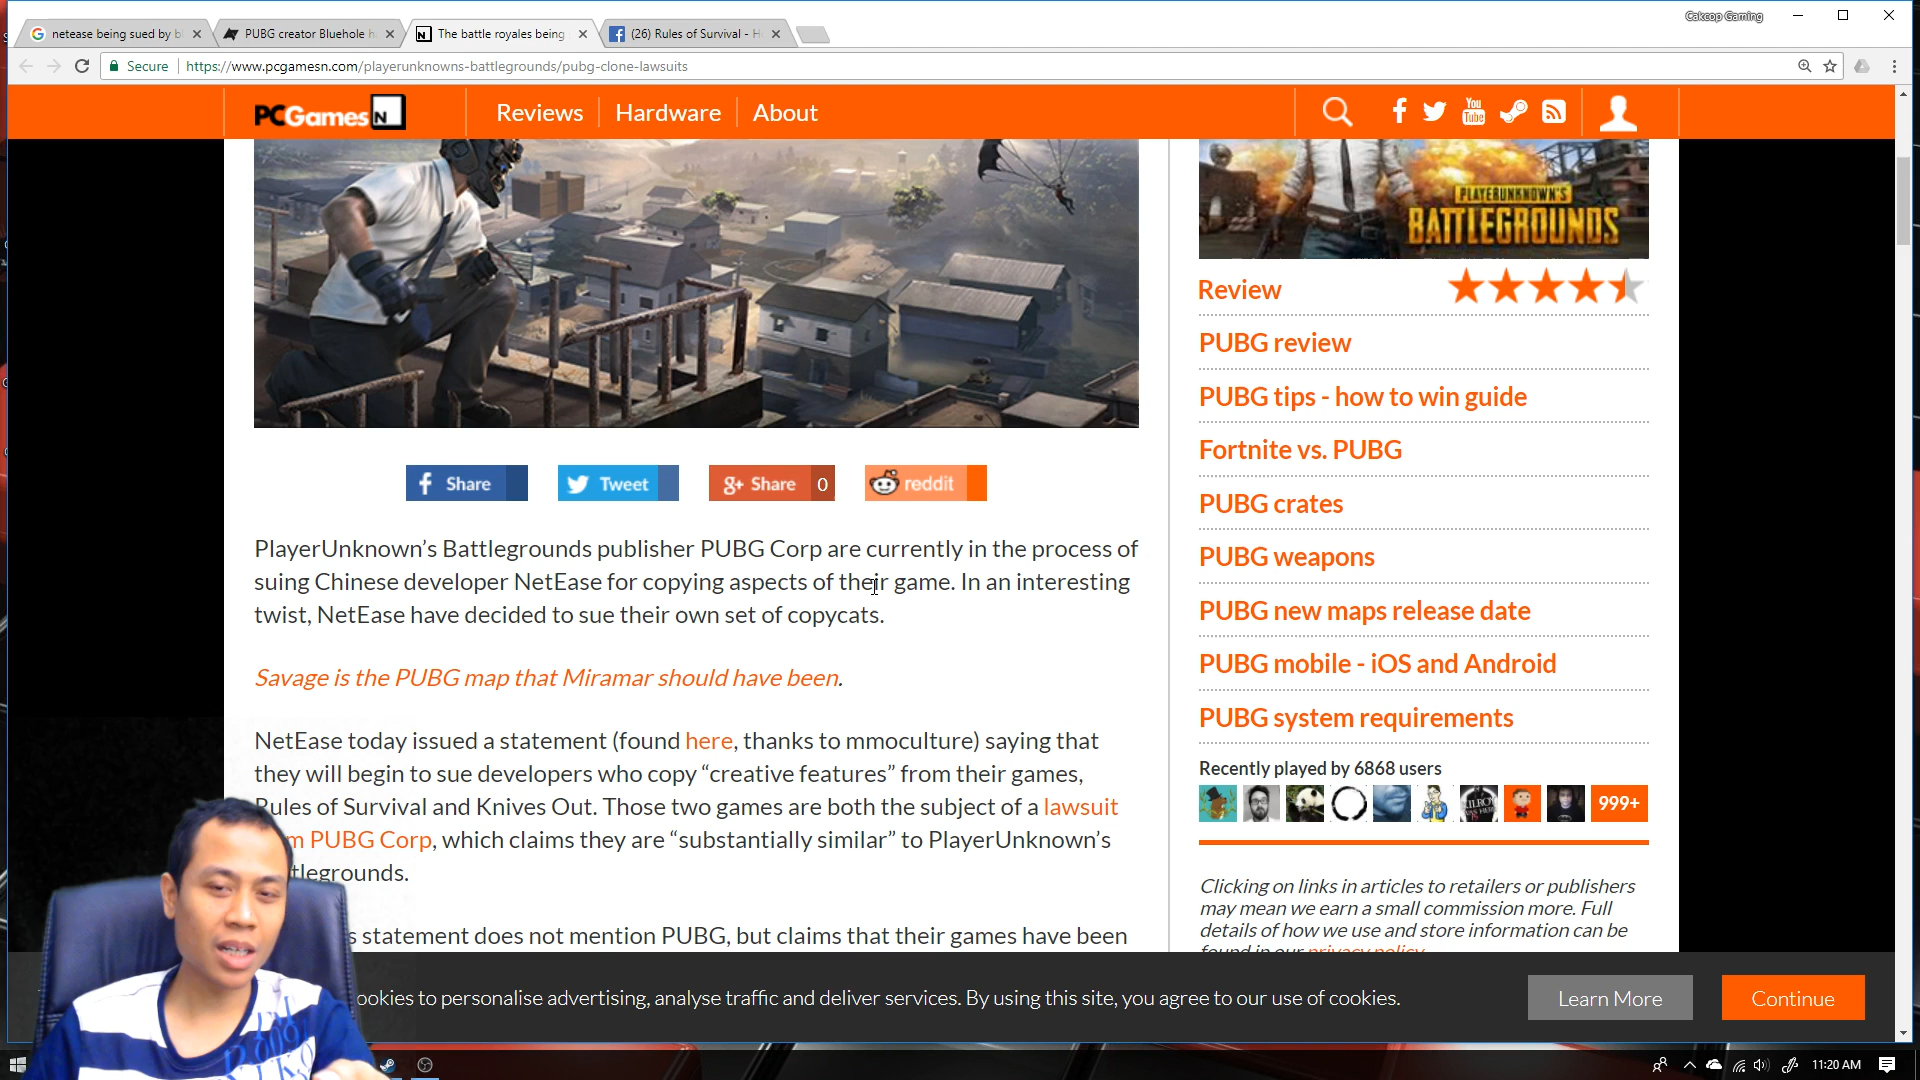 Cakcop Gaming
netease being sued by b
PUBG creator Bluehole h
The battle royales being
(26) Rules of Survival - H
Secure
https://www.pcgamesn.com/playerunknowns-battlegrounds/pubg-clone-lawsuits
PCGamesN
Reviews
Hardware
About
You Tube
PLAYERUNKNOWN'S
BATTLEGROUNDS
Share
Tweet
g+ Share 0
reddit
PlayerUnknown's Battlegrounds publisher PUBG Corp are currently in the process of
suing Chinese developer NetEase for copying aspects of their game. In an interesting
twist, NetEase have decided to sue their own set of copycats.
Savage is the PUBG map that Miramar should have been.
NetEase today issued a statement (found here, thanks to mmoculture) saying that
they will begin to sue developers who copy “creative features” from their games,
Rules of Survival and Knives Out. Those two games are both the subject of a lawsuit
m PUBG Corp, which claims they are “substantially similar” to PlayerUnknown's
tlegrounds.
s statement does not mention PUBG, but claims that their games have been
Review
PUBG review
PUBG tips - how to win guide
Fortnite vs. PUBG
PUBG crates
PUBG weapons
PUBG new maps release date
PUBG mobile - iOS and Android
PUBG system requirements
Recently played by 6868 users
999+
Clicking on links in articles to retailers or publishers
may mean we earn a small commission more. Full
details of how we use and store information can be
found in our privacy policy.
ookies to personalise advertising, analyse traffic and deliver services. By using this site, you agree to our use of cookies.
Learn More
Continue
11:20 AM